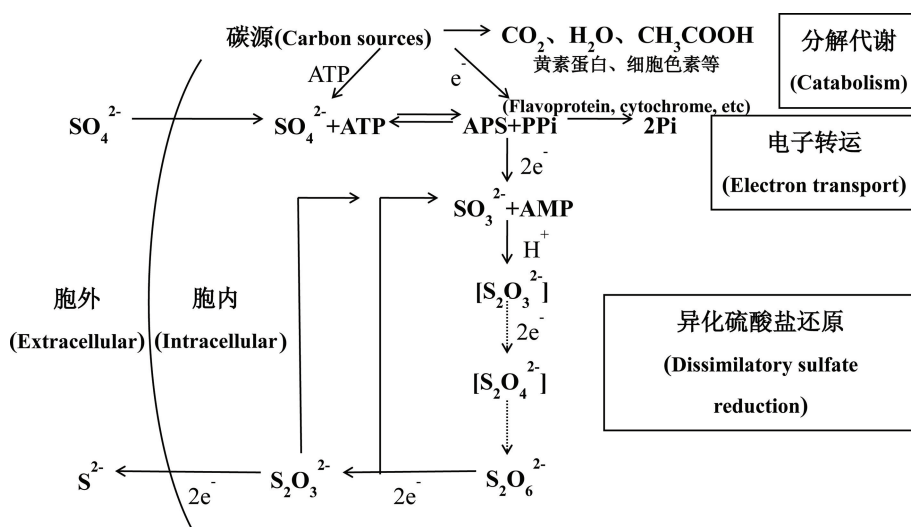 碳源(Carbon sources)
CO₂、H₂O、CH₃COOH
黄素蛋白、细胞色素等
(Flavoprotein, cytochrome, etc)
分解代谢
(Catabolism)
ATP
e⁻
SO₄²⁻
SO₄²⁻+ATP
APS+PPi
2Pi
电子转运
(Electron transport)
2e⁻
SO₃²⁻+AMP
H⁺
胞外
(Extracellular)
胞内
(Intracellular)
[S₂O₃²⁻]
2e⁻
[S₂O₄²⁻]
异化硫酸盐还原
(Dissimilatory sulfate
reduction)
S²⁻
2e⁻
S₂O₃²⁻
2e⁻
S₂O₆²⁻